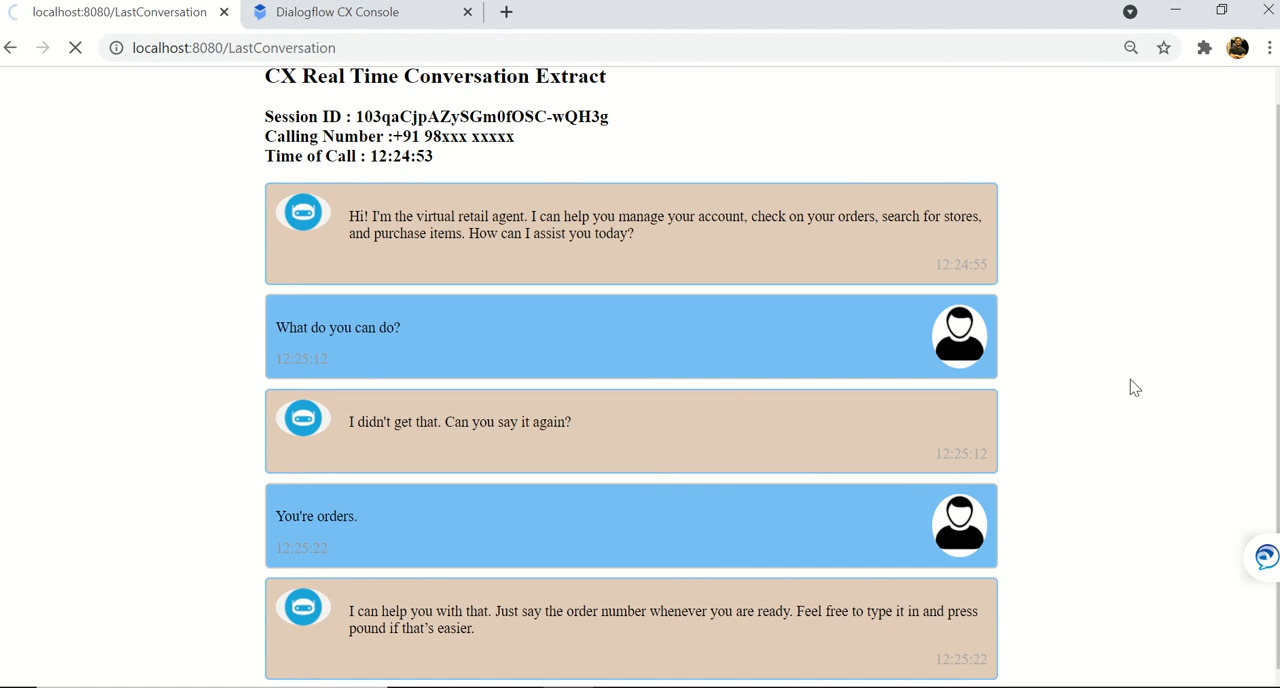 localhost:8080/LastConversation
Dialogflow CX Console
localhost:8080/LastConversation
CX Real Time Conversation Extract
Session ID : 103qaCjpAZySGm0fOSC-wQH3g
Calling Number :+91 98xxx xxxxx
Time of Call : 12:24:53
Hi! I'm the virtual retail agent. I can help you manage your account, check on your orders, search for stores,
and purchase items. How can I assist you today?
12:24:55
What do you can do?
12:25:12
I didn't get that. Can you say it again?
12:25:12
You're orders.
12:25:22
I can help you with that. Just say the order number whenever you are ready. Feel free to type it in and press
pound if that’s easier.
12:25:22